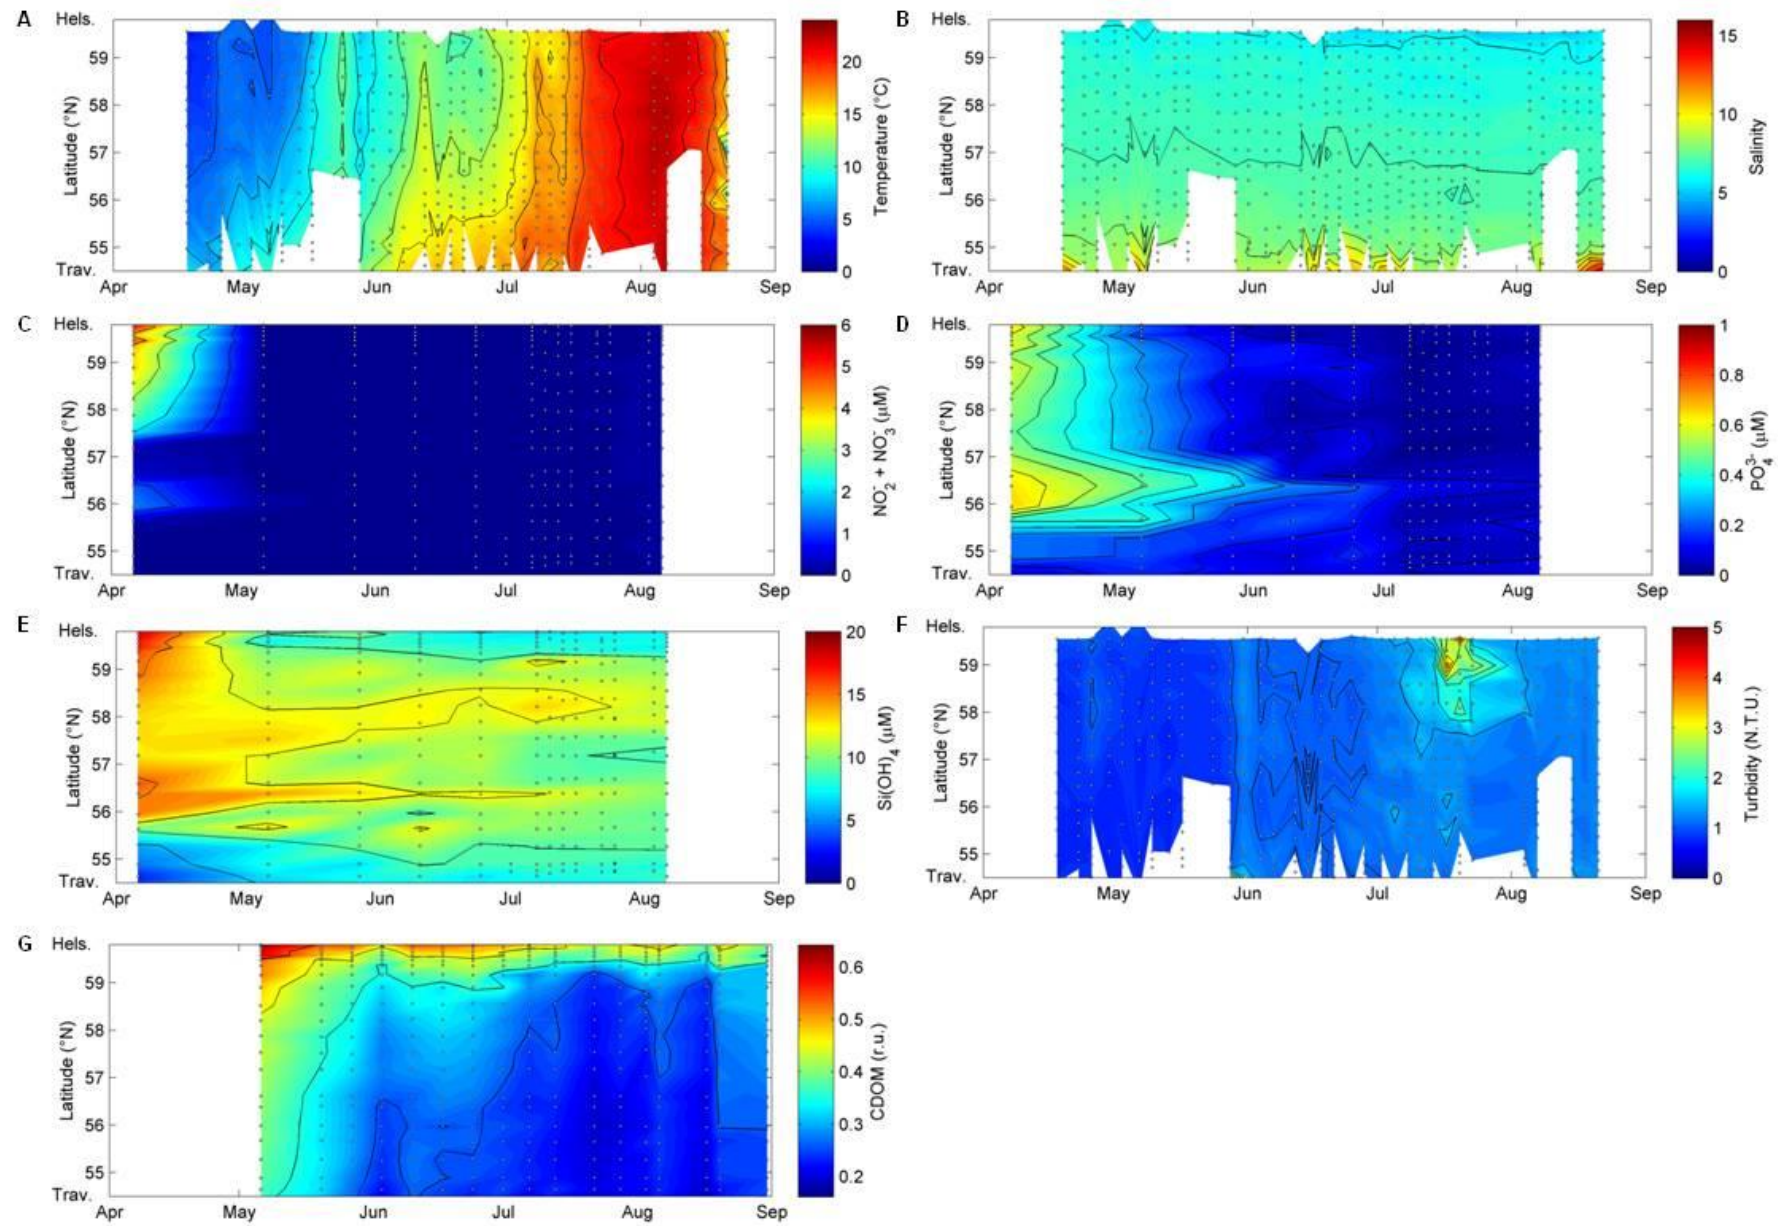 A
Hels.
59
58
57
56
55
Trav.
Latitude (°N)
Apr May Jun Jul Aug Sep
20
15
10
5
0
Temperature (°C)
B
Hels.
59
58
57
56
55
Trav.
Latitude (°N)
Apr May Jun Jul Aug Sep
15
10
5
0
Salinity
C
Hels.
59
58
57
56
55
Trav.
Latitude (°N)
Apr May Jun Jul Aug Sep
6
5
4
3
2
1
0
NO₂⁻ + NO₃⁻ (µM)
D
Hels.
59
58
57
56
55
Trav.
Latitude (°N)
Apr May Jun Jul Aug Sep
1
0.8
0.6
0.4
0.2
0
PO₄³⁻ (µM)
E
Hels.
59
58
57
56
55
Trav.
Latitude (°N)
Apr May Jun Jul Aug Sep
20
15
10
5
0
Si(OH)₄ (µM)
F
Hels.
59
58
57
56
55
Trav.
Latitude (°N)
Apr May Jun Jul Aug Sep
5
4
3
2
1
0
Turbidity (N.T.U.)
G
Hels.
59
58
57
56
55
Trav.
Latitude (°N)
Apr May Jun Jul Aug Sep
0.6
0.5
0.4
0.3
0.2
CDOM (r.u.)